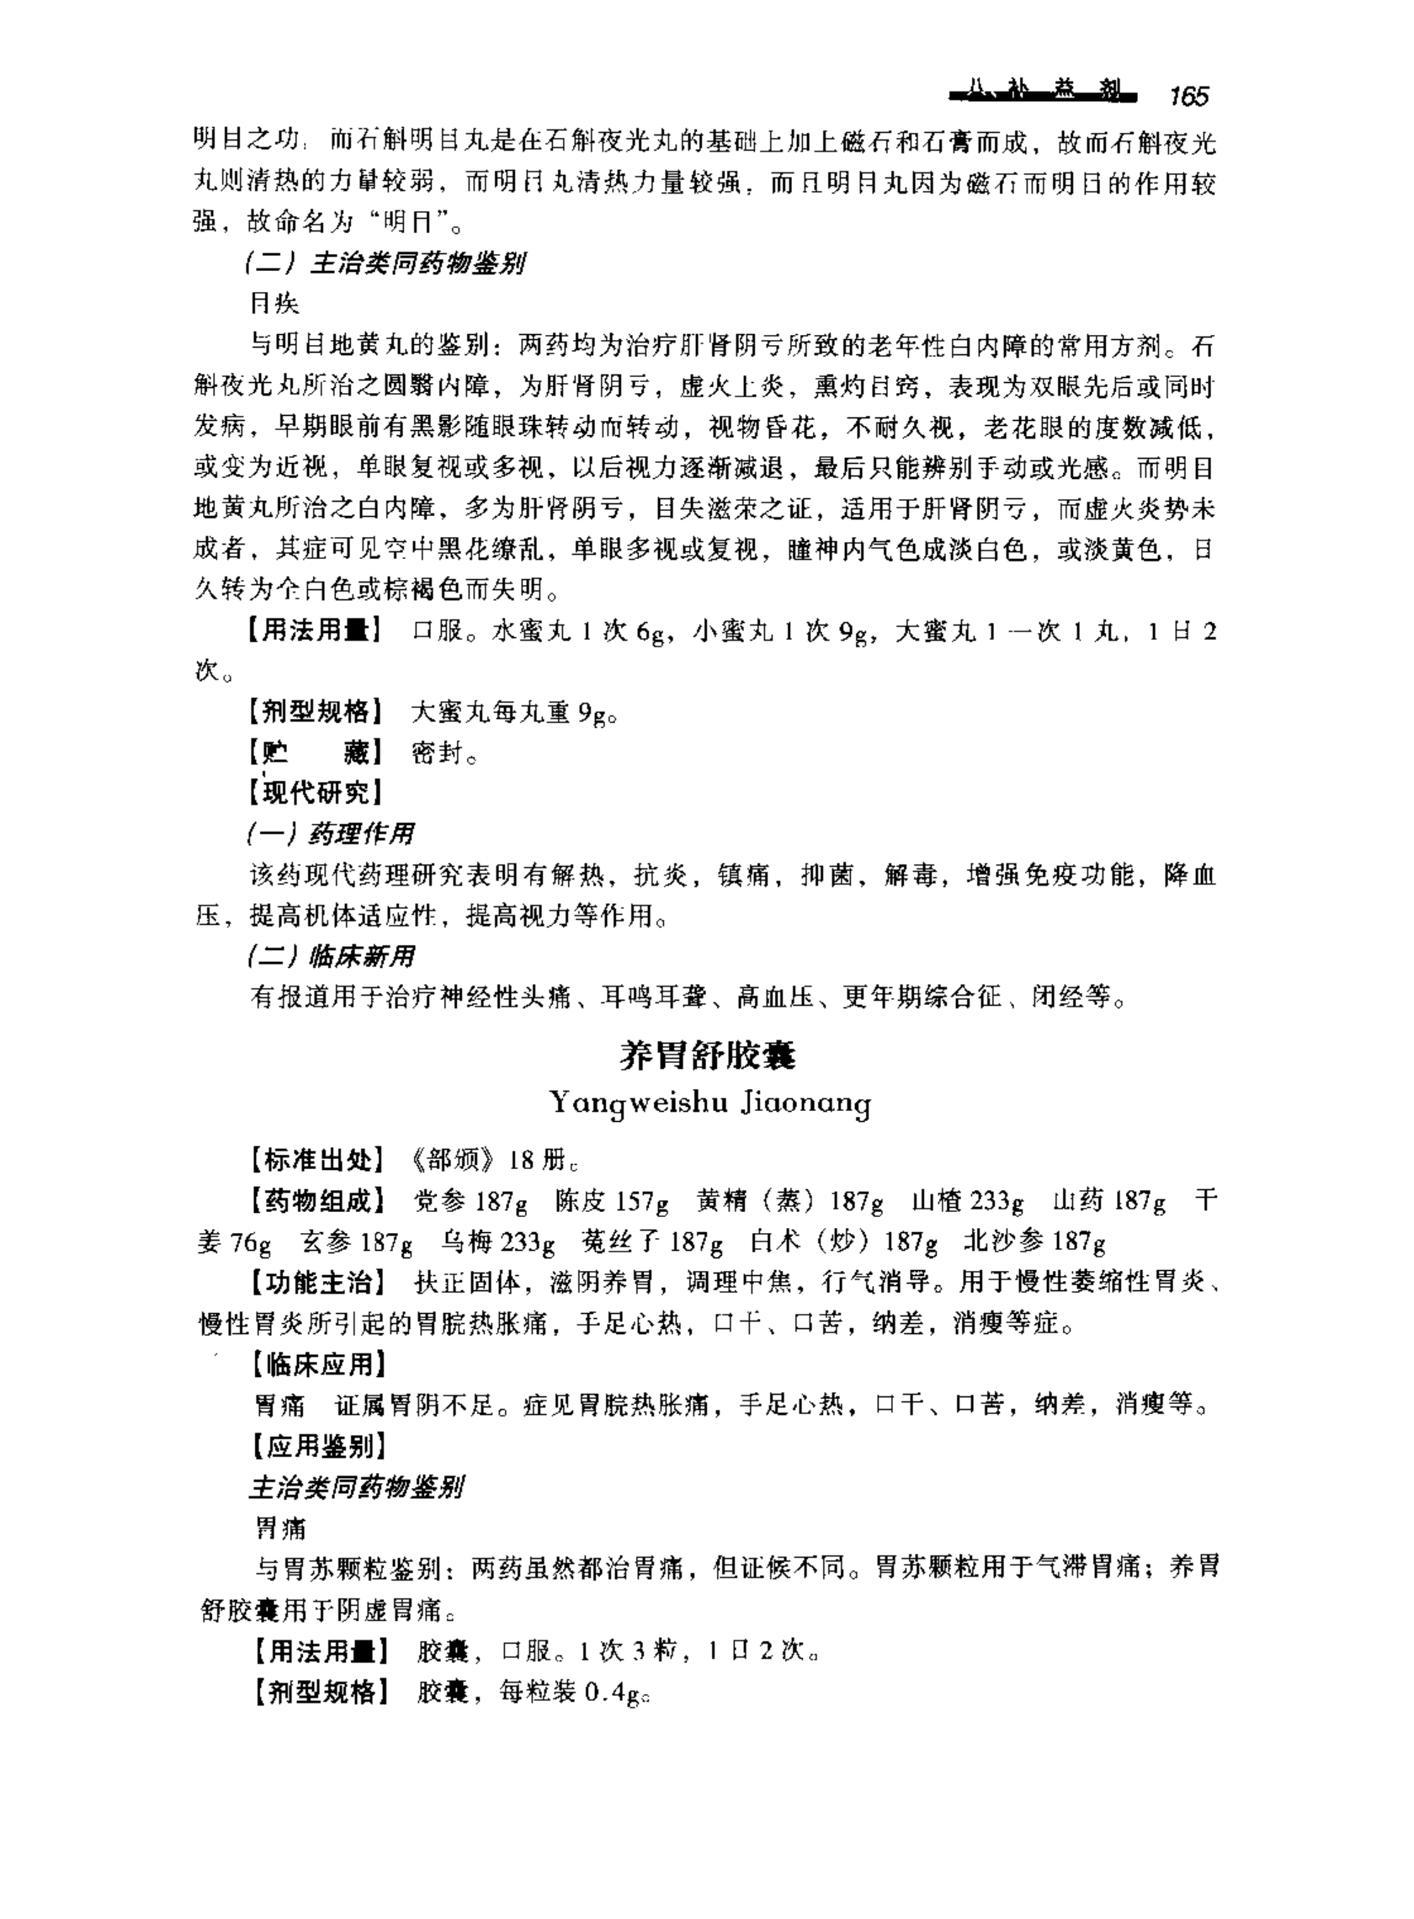 八、补益剂 165
明目之功，而石斛明目丸是在石斛夜光丸的基础上加上磁石和石膏而成，故而石斛夜光
丸则清热的力量较弱，而明目丸清热力量较强，而且明目丸因为磁石而明目的作用较
强，故命名为“明目”。
（二）主治类同药物鉴别
目疾
与明目地黄丸的鉴别：两药均为治疗肝肾阴亏所致的老年性白内障的常用方剂。石
斛夜光丸所治之圆翳内障，为肝肾阴亏，虚火上炎，熏灼目窍，表现为双眼先后或同时
发病，早期眼前有黑影随眼珠转动而转动，视物昏花，不耐久视，老花眼的度数减低，
或变为近视，单眼复视或多视，以后视力逐渐减退，最后只能辨别手动或光感。而明目
地黄丸所治之白内障，多为肝肾阴亏，目失滋荣之证，适用于肝肾阴亏，而虚火炎势未
成者，其症可见空中黑花缭乱，单眼多视或复视，瞳神内气色成淡白色，或淡黄色，日
久转为全白色或棕褐色而失明。
【用法用量】 口服。水蜜丸 1 次 6g，小蜜丸 1 次 9g，大蜜丸 1 一次 1 丸，1 日 2
次。
【剂型规格】 大蜜丸每丸重 9g。
【贮 藏】 密封。
【现代研究】
（一）药理作用
该药现代药理研究表明有解热，抗炎，镇痛，抑菌，解毒，增强免疫功能，降血
压，提高机体适应性，提高视力等作用。
（二）临床新用
有报道用于治疗神经性头痛、耳鸣耳聋、高血压、更年期综合征、闭经等。
养胃舒胶囊
Yangweishu Jiaonang
【标准出处】 《部颁》18 册。
【药物组成】 党参 187g 陈皮 157g 黄精（蒸）187g 山楂 233g 山药 187g 干
姜 76g 玄参 187g 乌梅 233g 菟丝子 187g 白术（炒）187g 北沙参 187g
【功能主治】 扶正固体，滋阴养胃，调理中焦，行气消导。用于慢性萎缩性胃炎、
慢性胃炎所引起的胃脘热胀痛，手足心热，口干、口苦，纳差，消瘦等症。
【临床应用】
胃痛 证属胃阴不足。症见胃脘热胀痛，手足心热，口干、口苦，纳差，消瘦等。
【应用鉴别】
主治类同药物鉴别
胃痛
与胃苏颗粒鉴别：两药虽然都治胃痛，但证候不同。胃苏颗粒用于气滞胃痛；养胃
舒胶囊用于阴虚胃痛。
【用法用量】 胶囊，口服。1 次 3 粒，1 日 2 次。
【剂型规格】 胶囊，每粒装 0.4g。